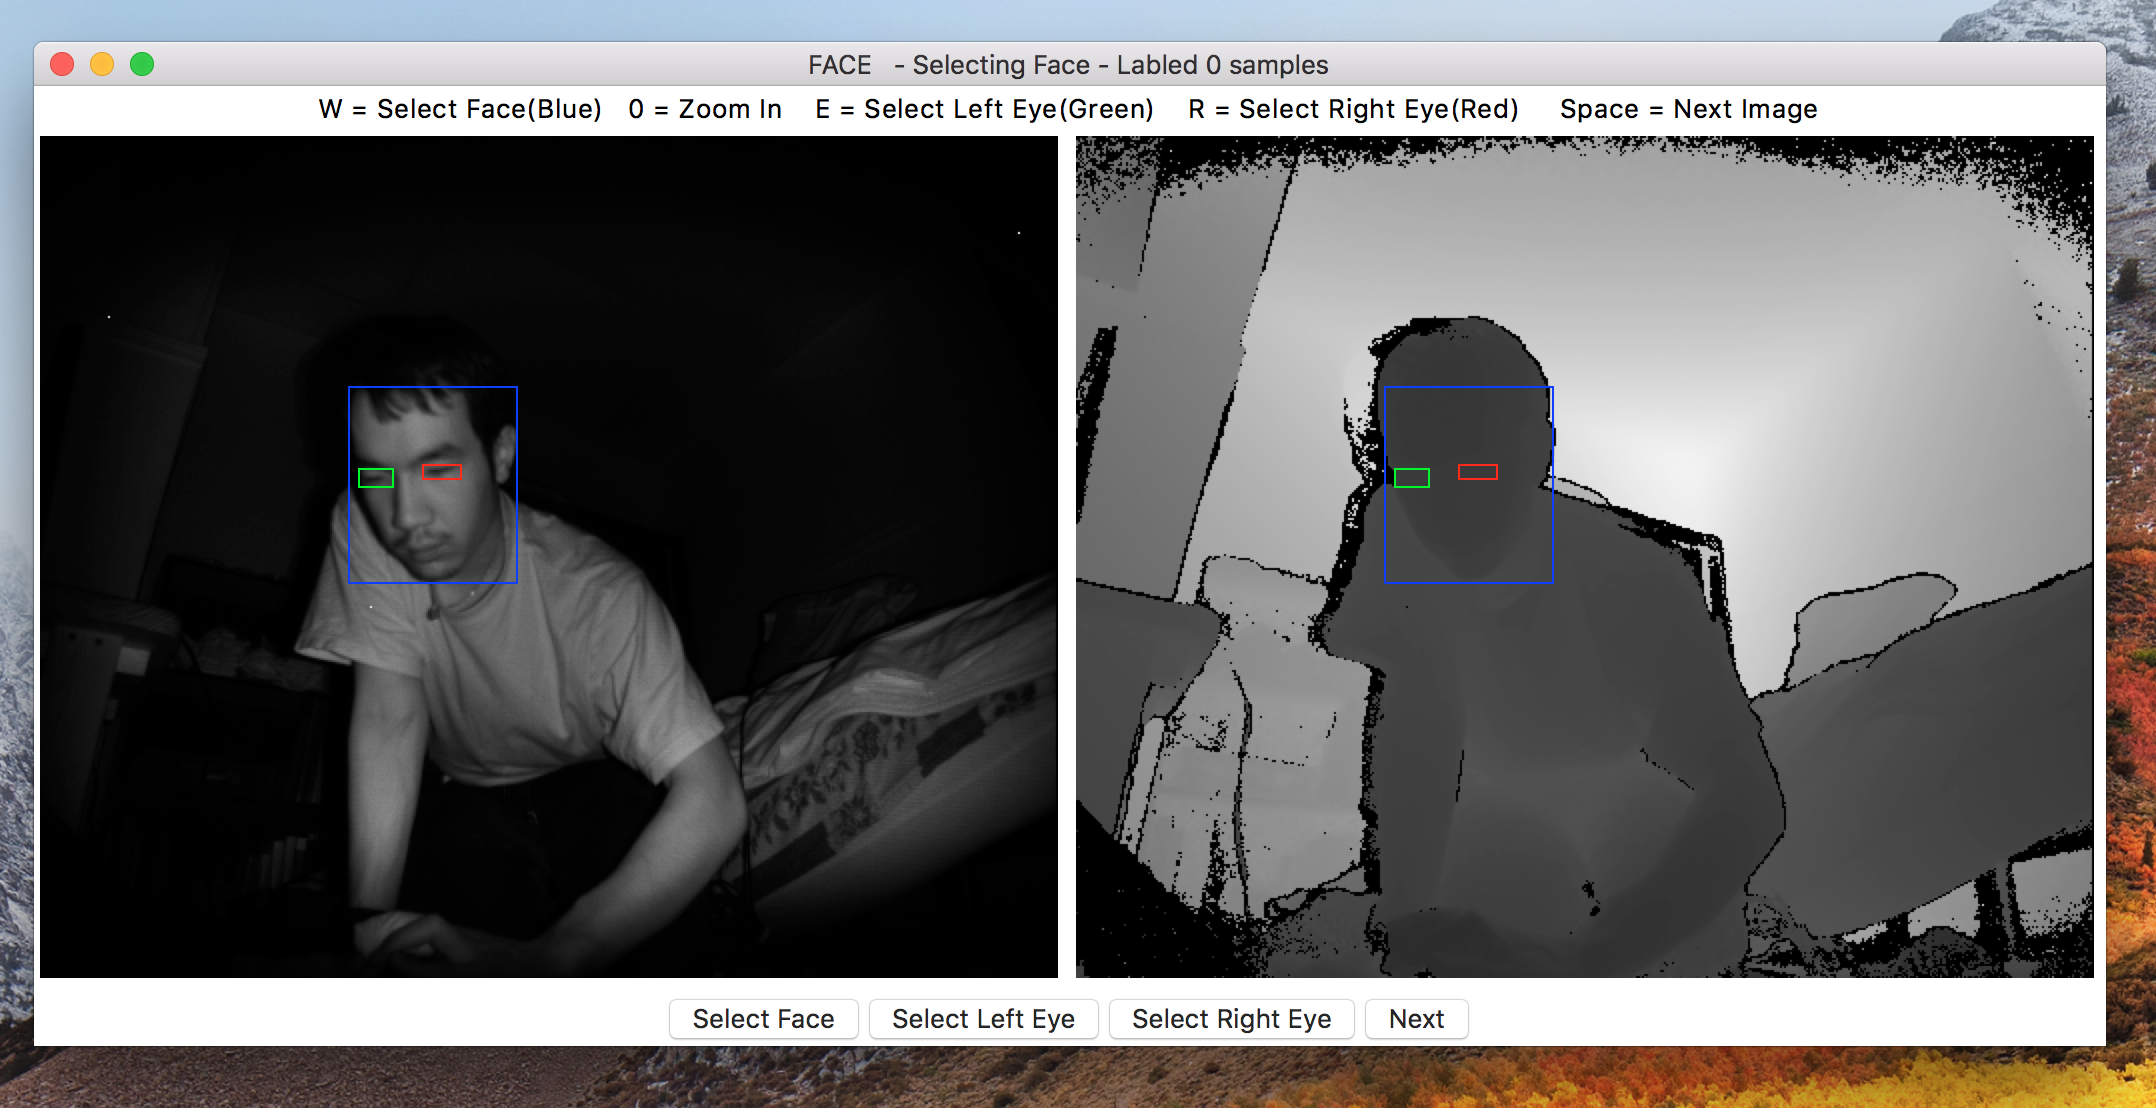 FACE - Selecting Face - Labled 0 samples
W = Select Face(Blue) 0 = Zoom In E = Select Left Eye(Green) R = Select Right Eye(Red) Space = Next Image
Select Face Select Left Eye Select Right Eye Next